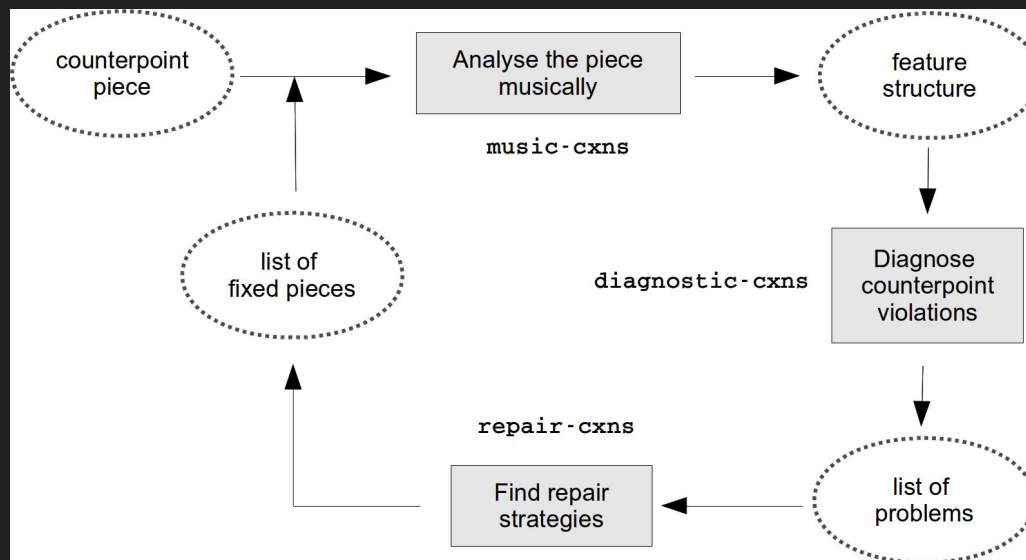 counterpoint
piece
Analyse the piece
musically
feature
structure
music-cxns
list of
fixed pieces
diagnostic-cxns
Diagnose
counterpoint
violations
repair-cxns
Find repair
strategies
list of
problems